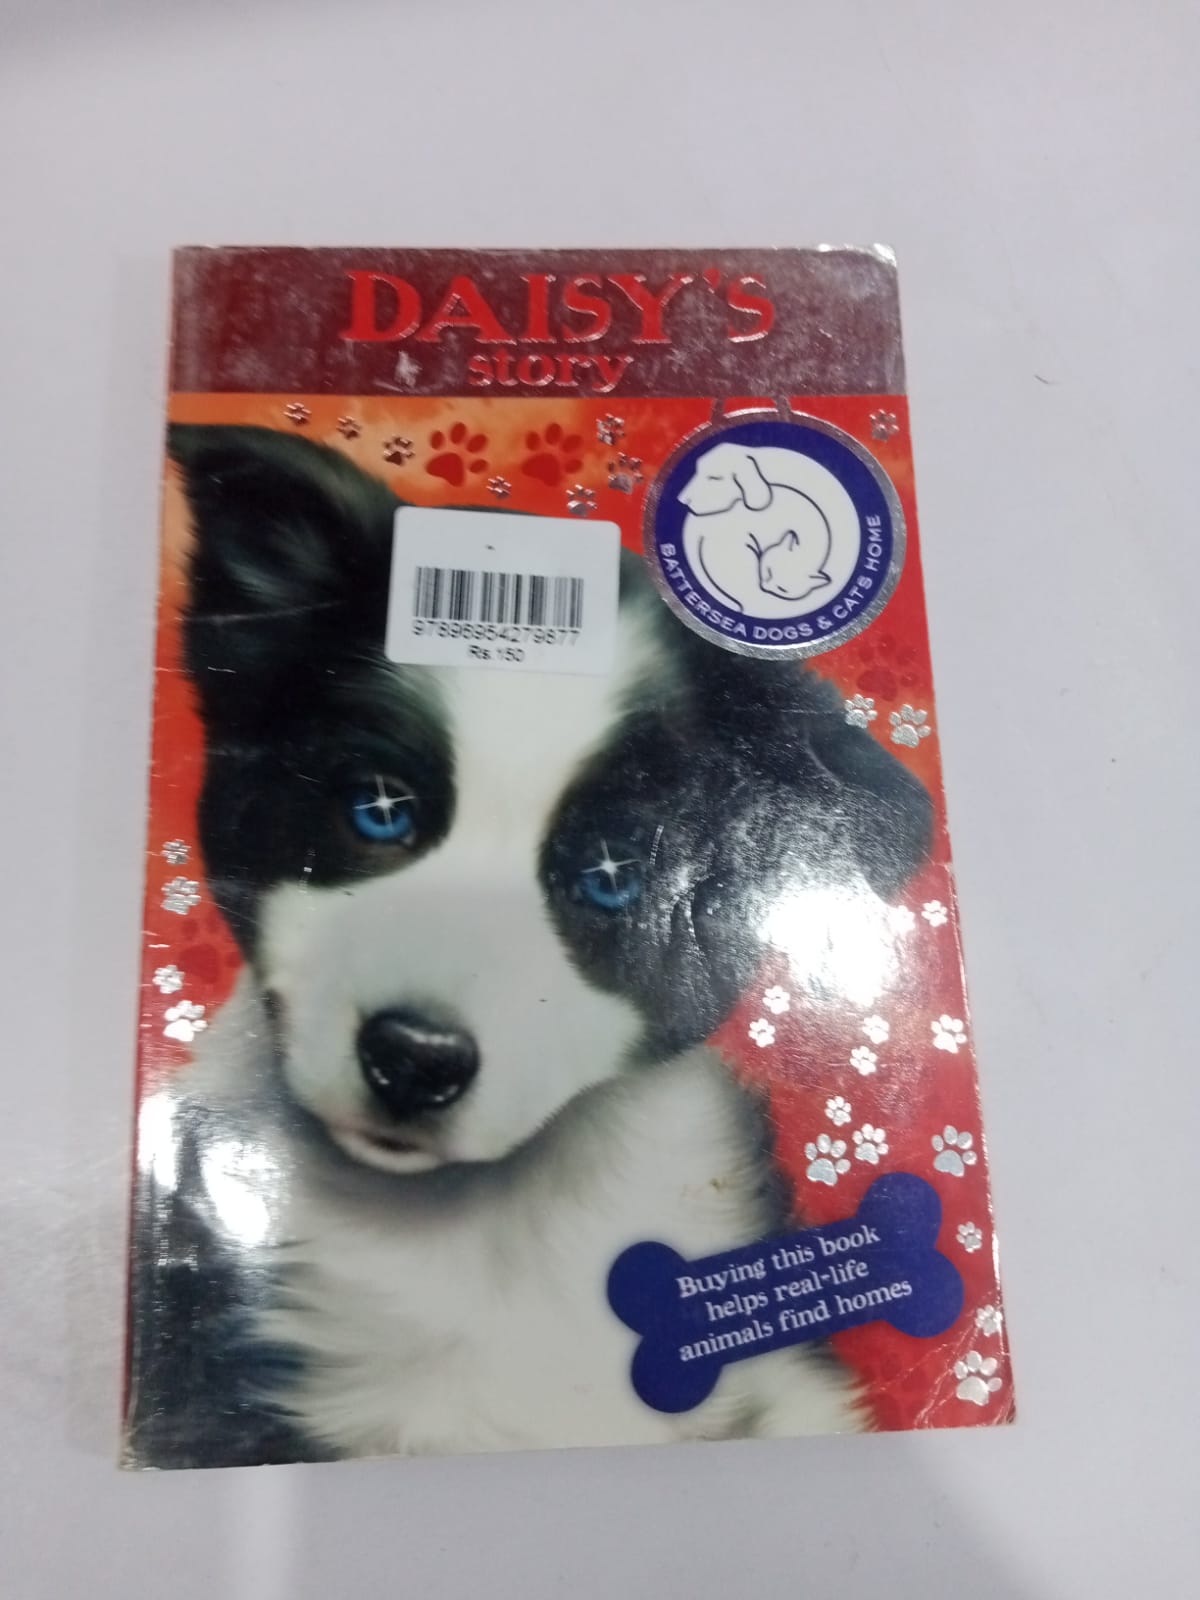 DAISY'S
story
BATTERSEA DOGS & CATS HOME
9789695427987​7
Rs.150
Buying this book
helps real-life
animals find homes